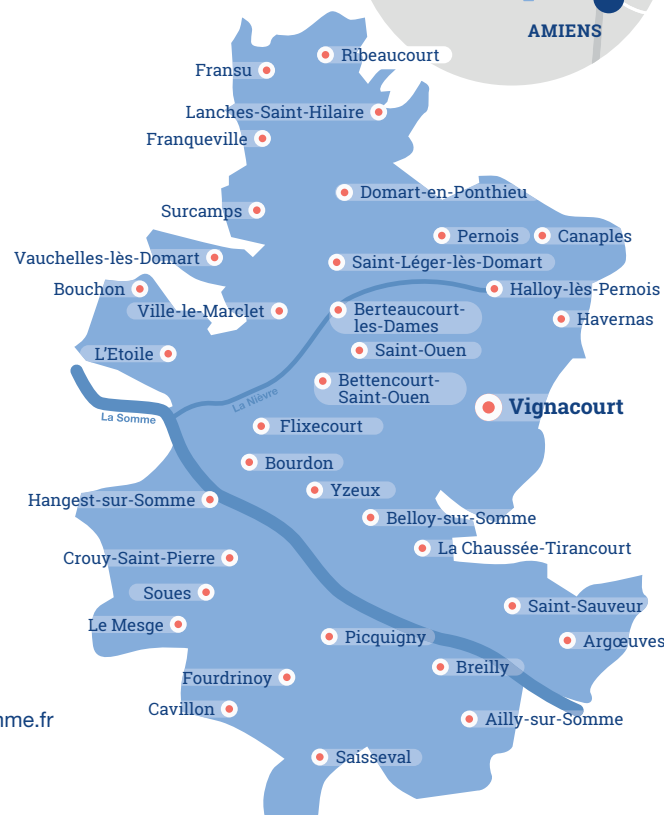 AMIENS
Ribeaucourt
Fransu
Lanches-Saint-Hilaire
Franqueville
Domart-en-Ponthieu
Surcamps
Pernois
Canaples
Vauchelles-lès-Domart
Saint-Léger-lès-Domart
Bouchon
Halloy-lès-Pernois
Ville-le-Marclet
Berteaucourt-
les-Dames
Havernas
L'Etoile
Saint-Ouen
Bettencourt-
Saint-Ouen
La Nièvre
Vignacourt
La Somme
Flixecourt
Bourdon
Yzeux
Hangest-sur-Somme
Belloy-sur-Somme
La Chaussée-Tirancourt
Crouy-Saint-Pierre
Soues
Saint-Sauveur
Le Mesge
Picquigny
Argœuves
Breilly
Fourdrinoy
Cavillon
mme.fr
Ailly-sur-Somme
Saisseval